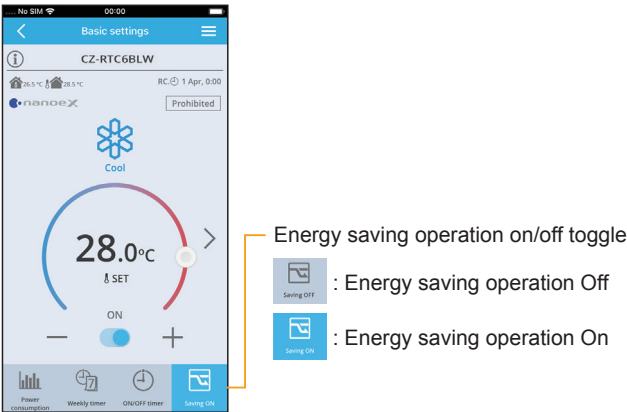 .... No SIM 00:00
Basic settings
i CZ-RTC6BLW
26.5 °C 28.5 °C RC. 1 Apr, 0:00
nanoeX Prohibited
Cool
28.0°C
SET
ON
− +
Power
consumption
Weekly timer
ON/OFF timer
Saving ON
Energy saving operation on/off toggle
Saving OFF : Energy saving operation Off
Saving ON : Energy saving operation On